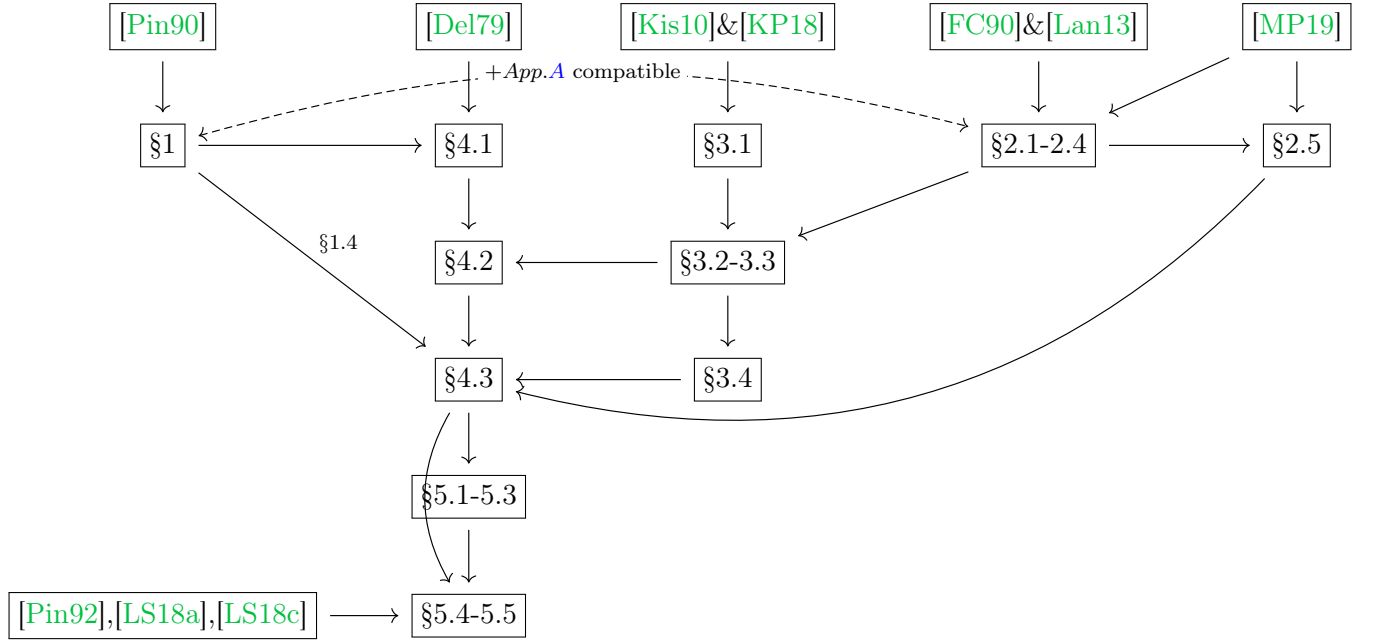 [Pin90] [Del79] [Kis10]&[KP18] [FC90]&[Lan13] [MP19]
+App.A compatible
§1 §4.1 §3.1 §2.1-2.4 §2.5
§1.4
§4.2 §3.2-3.3
§4.3 §3.4
§5.1-5.3
[Pin92],[LS18a],[LS18c] §5.4-5.5